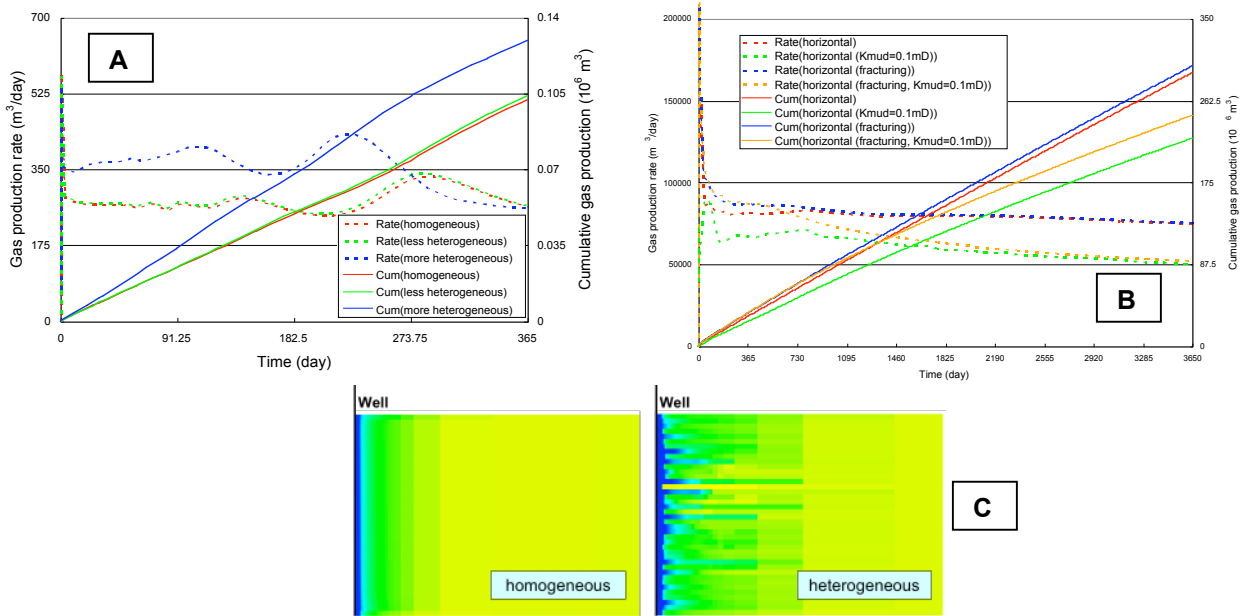 A
700
525
350
175
0
Gas production rate (m³/day)
0.14
0.105
0.07
0.035
0
Cumulative gas production (10⁶ m³)
Rate(homogeneous)
Rate(less heterogeneous)
Rate(more heterogeneous)
Cum(homogeneous)
Cum(less heterogeneous)
Cum(more heterogeneous)
0
91.25
182.5
273.75
365
Time (day)
B
200000
150000
100000
50000
0
Gas production rate (m³/day)
350
262.5
175
87.5
0
Cumulative gas production (10⁶ m³)
Rate(horizontal)
Rate(horizontal (Kmud=0.1mD))
Rate(horizontal (fracturing))
Rate(horizontal (fracturing, Kmud=0.1mD))
Cum(horizontal)
Cum(horizontal (Kmud=0.1mD))
Cum(horizontal (fracturing))
Cum(horizontal (fracturing, Kmud=0.1mD))
0
365
730
1095
1460
1825
2190
2555
2920
3285
3650
Time (day)
Well
homogeneous
Well
heterogeneous
C